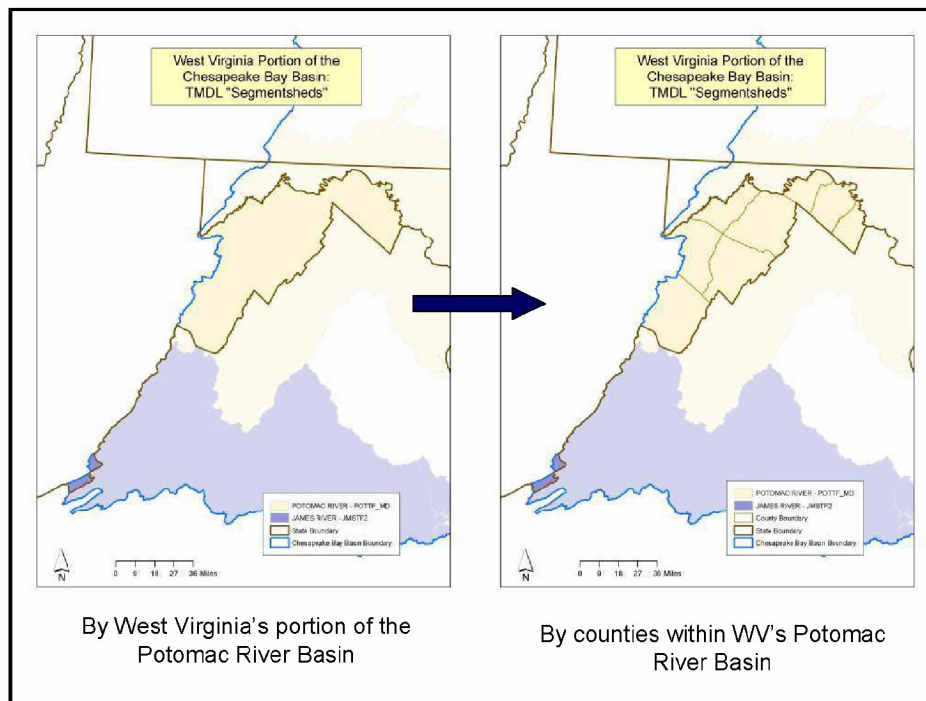 West Virginia Portion of the
Chesapeake Bay Basin:
TMDL "Segmentsheds"
POTOMAC RIVER - POTTF_MD
JAMES RIVER - JMSTF2
State Boundary
Chesapeake Bay Basin Boundary
N
0 9 18 27 36 Miles
By West Virginia's portion of the
Potomac River Basin
West Virginia Portion of the
Chesapeake Bay Basin:
TMDL "Segmentsheds"
POTOMAC RIVER - POTTF_MD
JAMES RIVER - JMSTF2
County Boundary
State Boundary
Chesapeake Bay Basin Boundary
N
0 9 18 27 36 Miles
By counties within WV's Potomac
River Basin